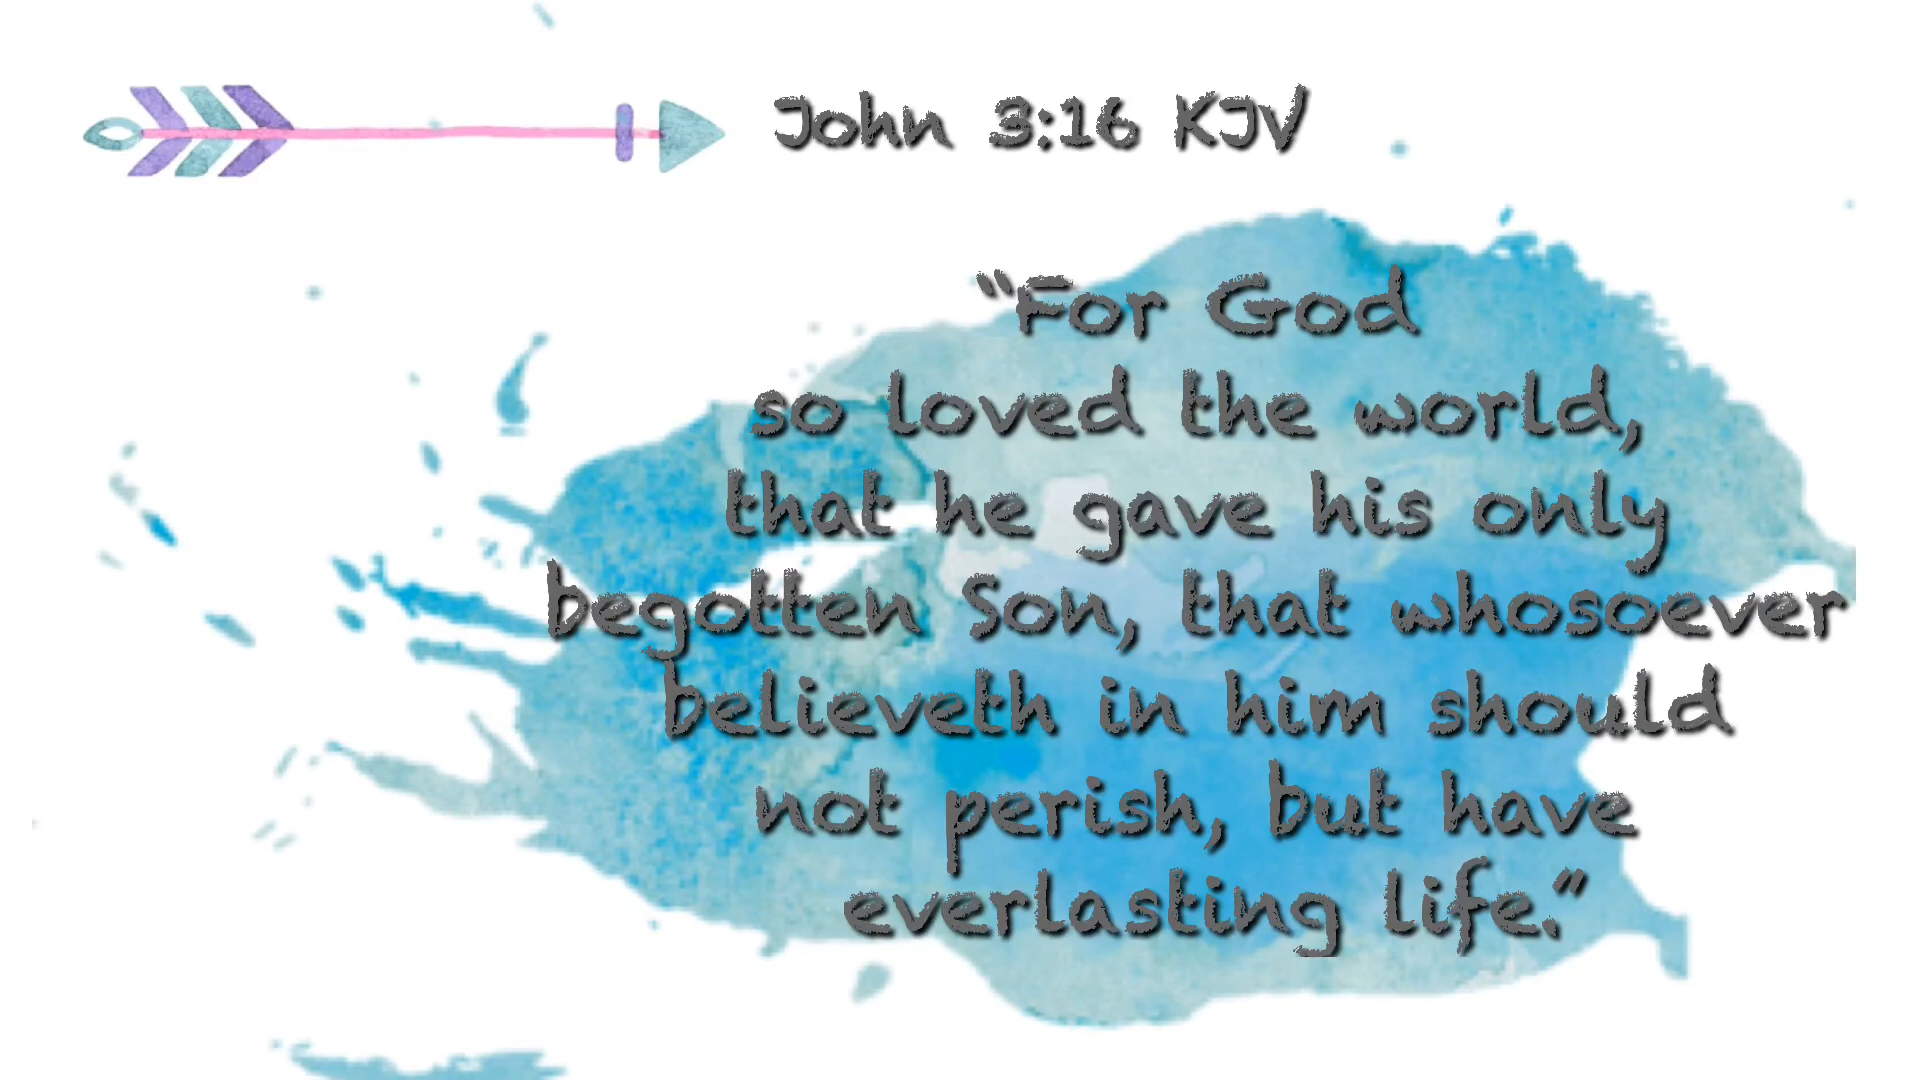 John 3:16 KJV
“For God
so loved the world,
that he gave his only
begotten Son, that whosoever
believeth in him should
not perish, but have
everlasting life.”